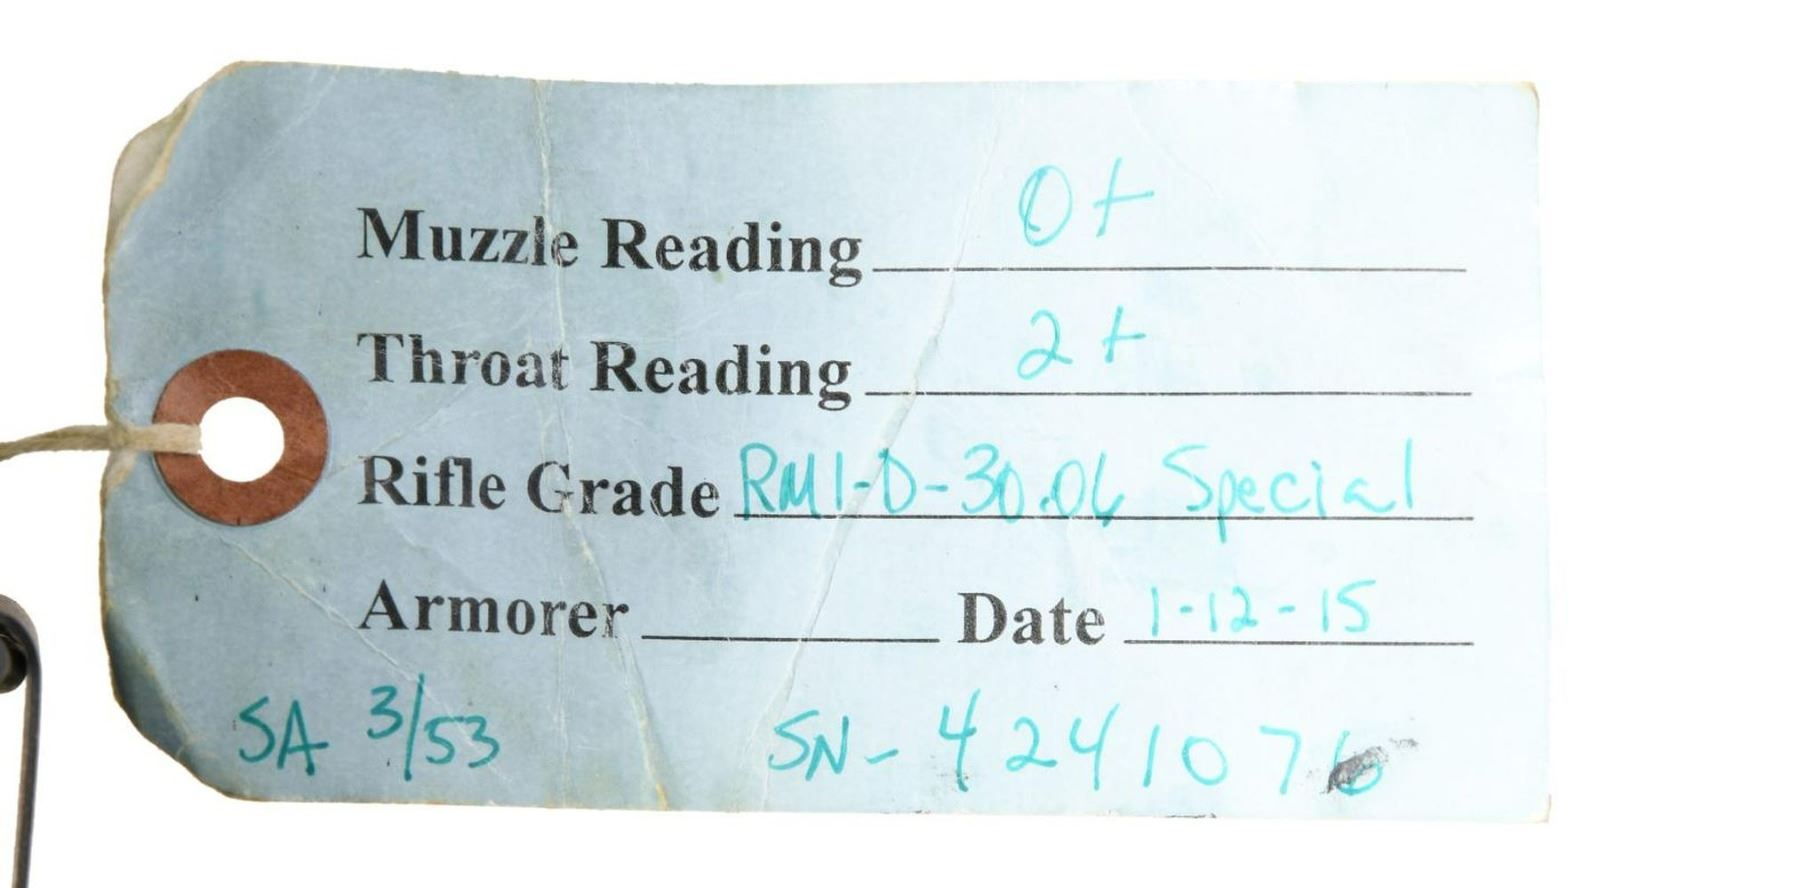 Muzzle Reading 0+
Throat Reading 2+
Rifle Grade RM1-D-30.06 Special
Armorer Date 1-12-15
SA 3/53 SN-4241076